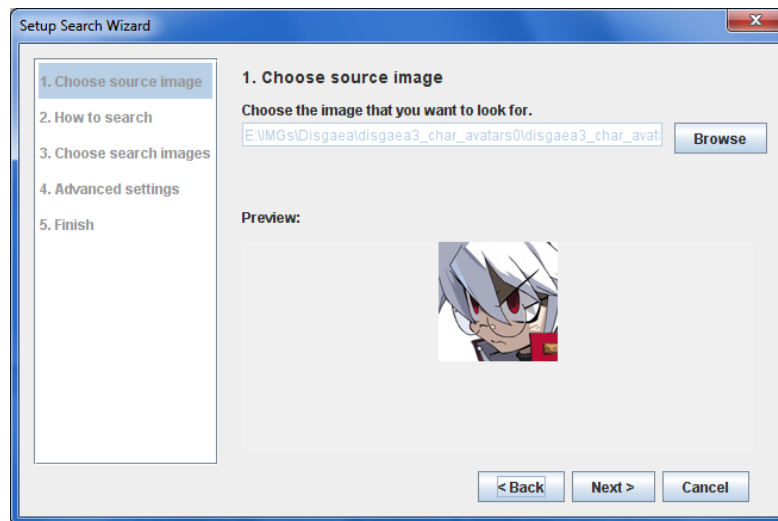 Setup Search Wizard
1. Choose source image
2. How to search
3. Choose search images
4. Advanced settings
5. Finish
1. Choose source image
Choose the image that you want to look for.
E:\IMGs\Disgaea\disgaea3_char_avatars0\disgaea3_char_avata
Browse
Preview:
< Back
Next >
Cancel